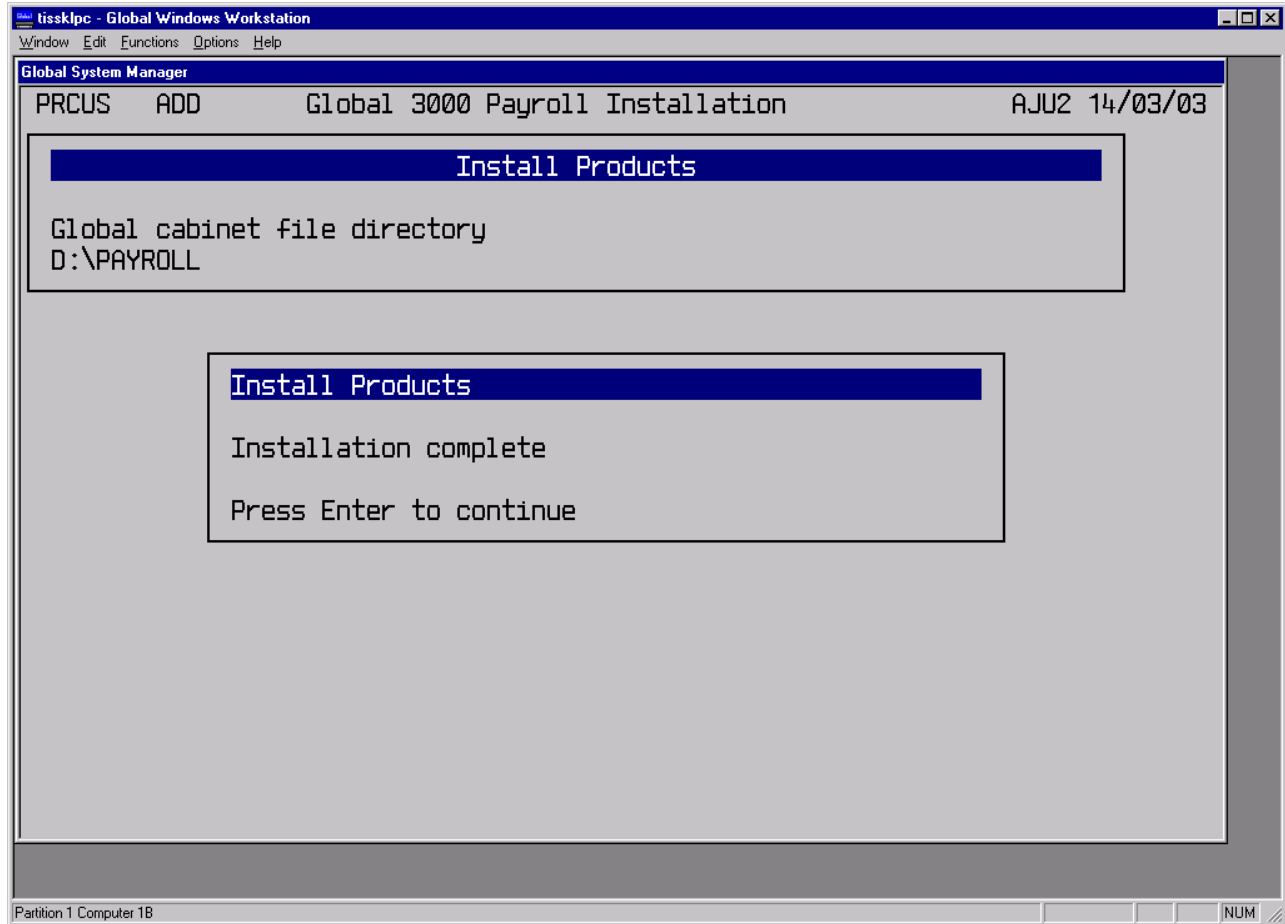 tissklpc - Global Windows Workstation
Window Edit Functions Options Help
Global System Manager
PRCUS ADD Global 3000 Payroll Installation AJU2 14/03/03
Install Products
Global cabinet file directory
D:\PAYROLL
Install Products
Installation complete
Press Enter to continue
Partition 1 Computer 1B NUM